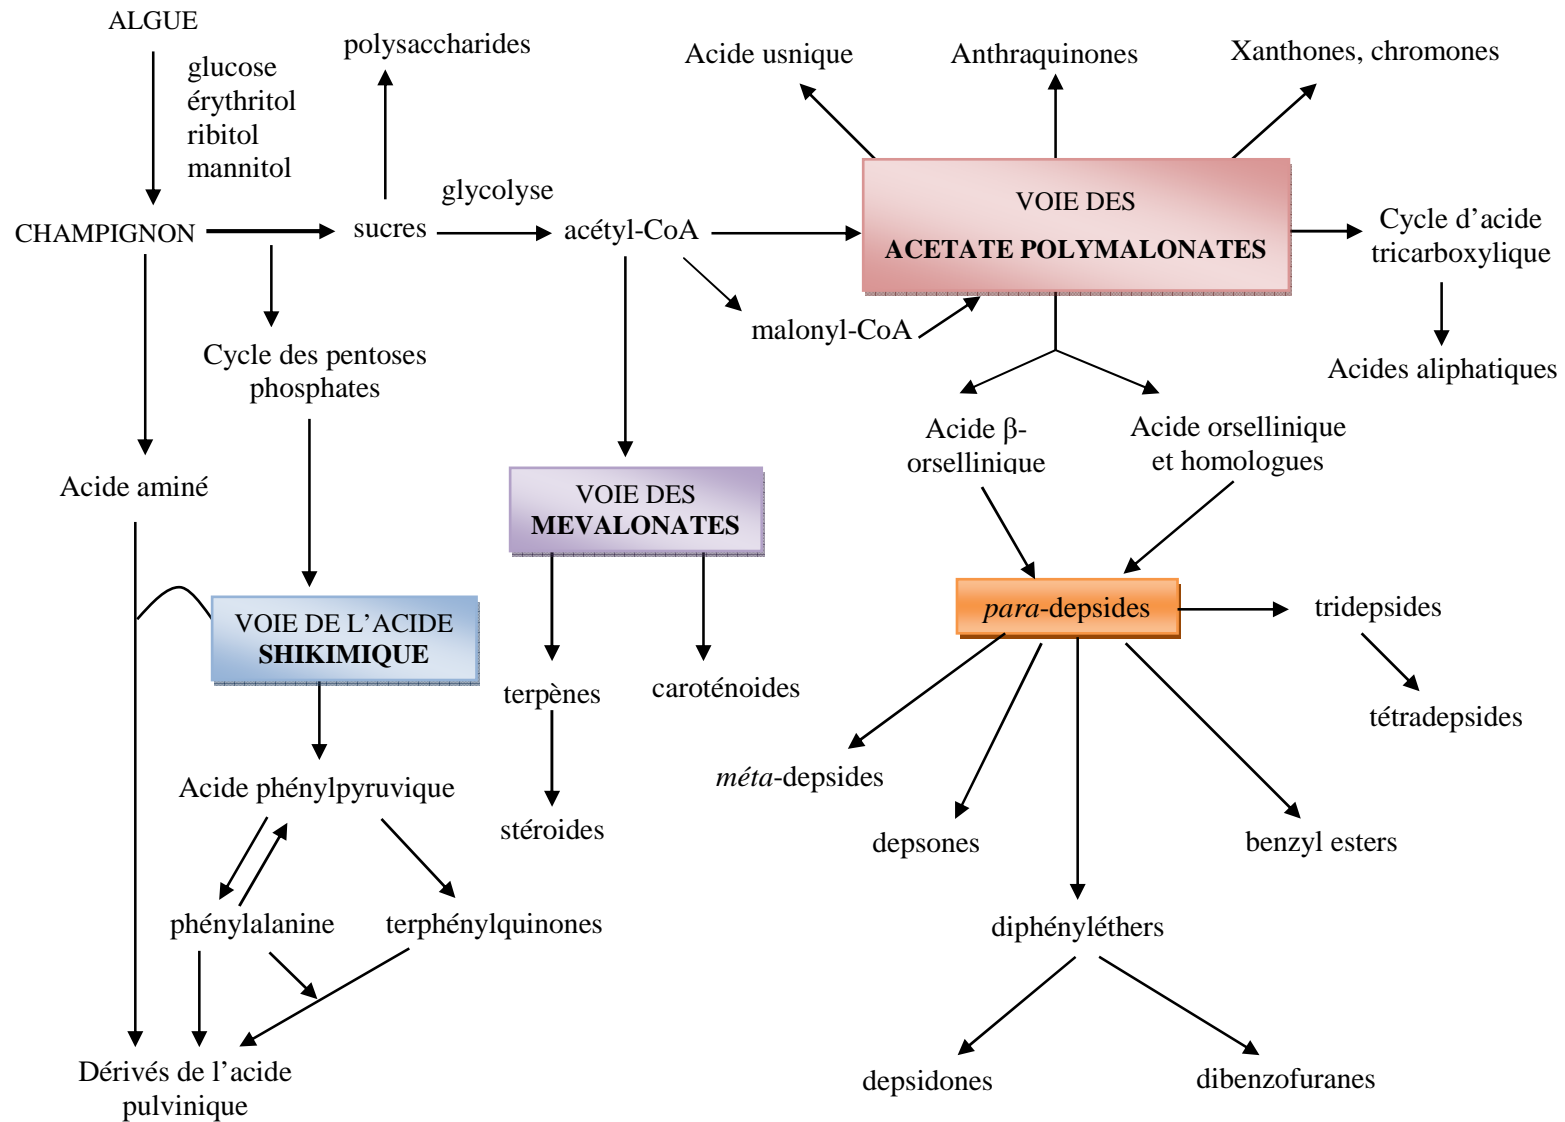 ALGUE
glucose
érythritol
ribitol
mannitol
polysaccharides
Acide usnique
Anthraquinones
Xanthones, chromones
CHAMPIGNON
sucres
glycolyse
acétyl-CoA
VOIE DES
ACETATE POLYMALONATES
Cycle d’acide
tricarboxylique
malonyl-CoA
Acides aliphatiques
Cycle des pentoses
phosphates
Acide β-
orsellinique
Acide orsellinique
et homologues
Acide aminé
VOIE DES
MEVALONATES
para-depsides
tridepsides
tétradepsides
VOIE DE L’ACIDE
SHIKIMIQUE
terpènes
caroténoides
stéroides
méta-depsides
depsones
benzyl esters
Acide phénylpyruvique
phénylalanine
terphénylquinones
diphényléthers
Dérivés de l’acide
pulvinique
depsidones
dibenzofuranes